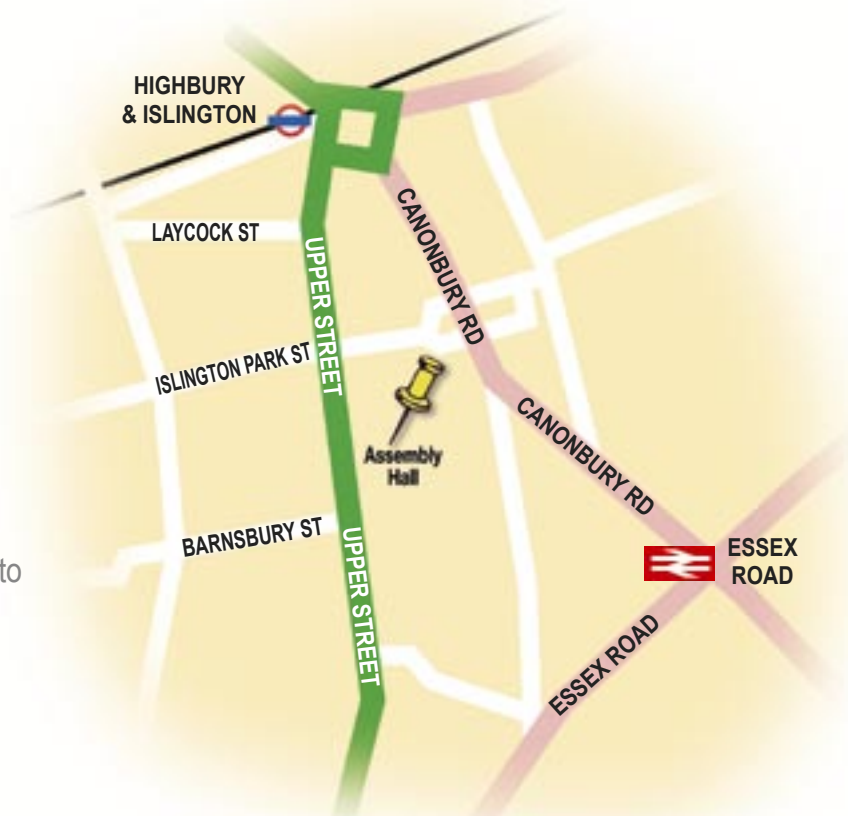 HIGHBURY
& ISLINGTON
LAYCOCK ST
UPPER STREET
CANONBURY RD
ISLINGTON PARK ST
Assembly
Hall
CANONBURY RD
BARNSBURY ST
UPPER STREET
to
ESSEX
ROAD
ESSEX ROAD